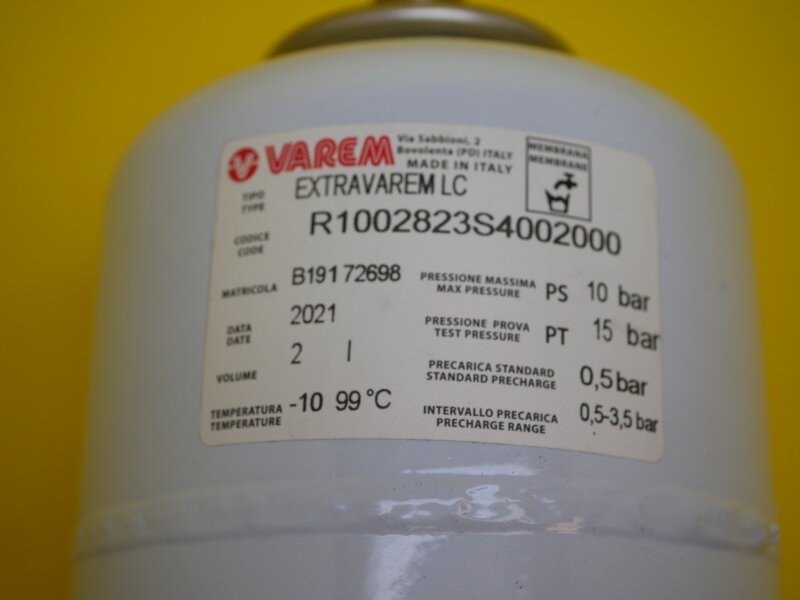 VAREM
Via Sabbioni, 2
Bovolenta (PD) ITALY
MADE IN ITALY
MEMBRANA
MEMBRANE
TIPO
TYPE
EXTRAVAREM LC
CODICE
CODE
R1002823S4002000
MATRICOLA
B19172698
DATA
DATE
2021
VOLUME
2 l
TEMPERATURA
TEMPERATURE
-10 99 °C
PRESSIONE MASSIMA
MAX PRESSURE
PS 10 bar
PRESSIONE PROVA
TEST PRESSURE
PT 15 bar
PRECARICA STANDARD
STANDARD PRECHARGE
0,5 bar
INTERVALLO PRECARICA
PRECHARGE RANGE
0,5-3,5 bar